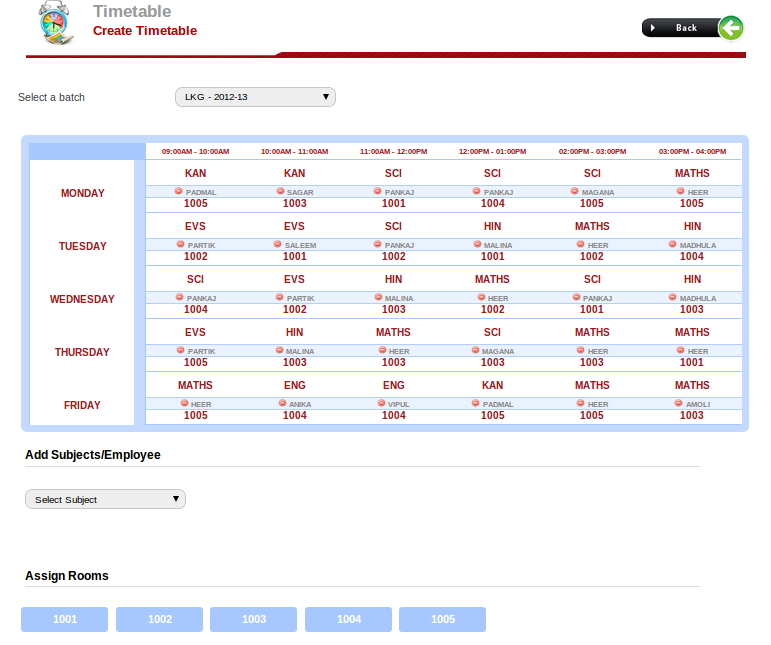 Timetable
Create Timetable
Back
Select a batch LKG - 2012-13
09:00AM - 10:00AM 10:00AM - 11:00AM 11:00AM - 12:00PM 12:00PM - 01:00PM 02:00PM - 03:00PM 03:00PM - 04:00PM
KAN KAN SCI SCI SCI MATHS
MONDAY PADMAL SAGAR PANKAJ PANKAJ MAGANA HEER
1005 1003 1001 1004 1005 1005
EVS EVS SCI HIN MATHS HIN
TUESDAY PARTIK SALEEM PANKAJ MALINA HEER MADHULA
1002 1001 1002 1001 1002 1004
SCI EVS HIN MATHS SCI HIN
WEDNESDAY PANKAJ PARTIK MALINA HEER PANKAJ MADHULA
1004 1002 1003 1002 1001 1003
EVS HIN MATHS SCI MATHS MATHS
THURSDAY PARTIK MALINA HEER MAGANA HEER HEER
1005 1003 1003 1003 1003 1001
MATHS ENG ENG KAN MATHS MATHS
FRIDAY HEER ANIKA VIPUL PADMAL HEER AMOLI
1005 1004 1004 1005 1005 1003
Add Subjects/Employee
Select Subject
Assign Rooms
1001 1002 1003 1004 1005